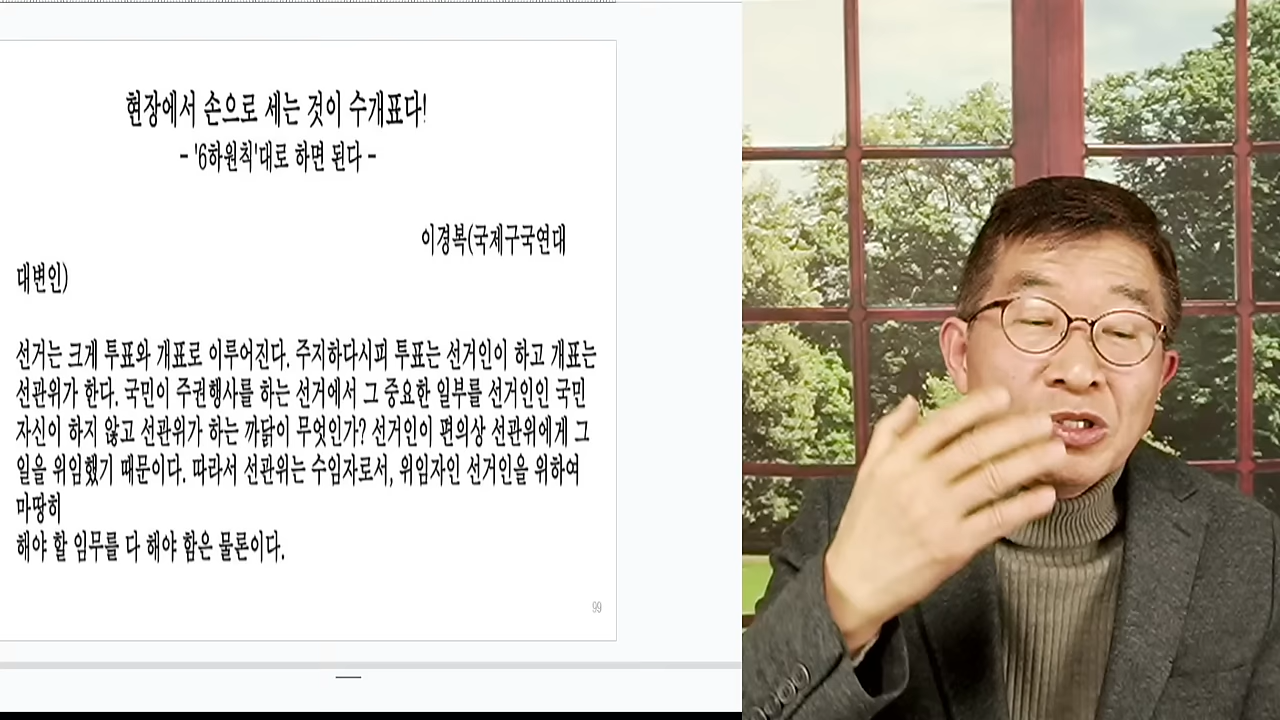 현장에서 손으로 세는 것이 수개표다!
- '6하원칙'대로 하면 된다 -
이경복(국제구국연대
대변인)
선거는 크게 투표와 개표로 이루어진다. 주지하다시피 투표는 선거인이 하고 개표는
선관위가 한다. 국민이 주권행사를 하는 선거에서 그 중요한 일부를 선거인인 국민
자신이 하지 않고 선관위가 하는 까닭이 무엇인가? 선거인이 편의상 선관위에게 그
일을 위임했기 때문이다. 따라서 선관위는 수임자로서, 위임자인 선거인을 위하여
마땅히
해야 할 임무를 다 해야 함은 물론이다.
99